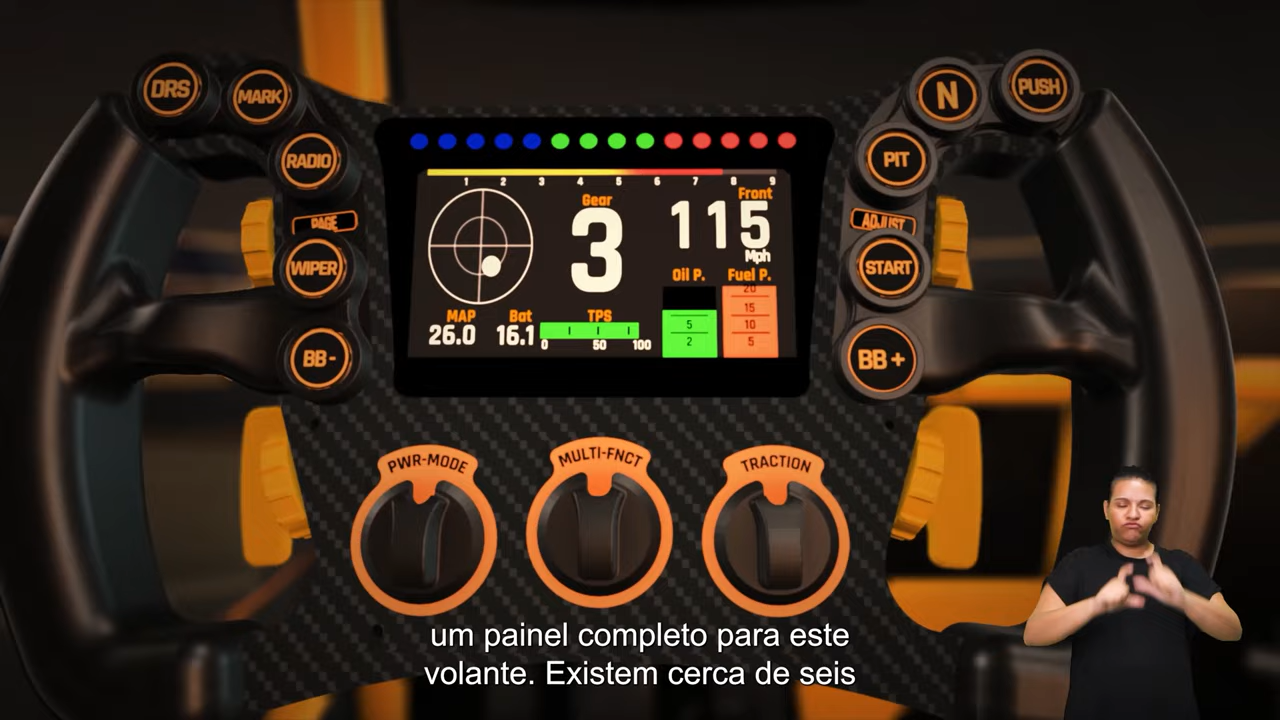 DRS
MARK
N
PUSH
RADIO
PIT
1 2 3 4 5 6 7 8 9
Gear
3
Front
115
Mph
PAGE
ADJUST
WIPER
START
Oil P.
Fuel P.
20
15
5
10
2
5
MAP
26.0
Bat
16.1
TPS
0 50 100
BB-
BB+
PWR-MODE
MULTI-FNCT
TRACTION
um painel completo para este
volante. Existem cerca de seis